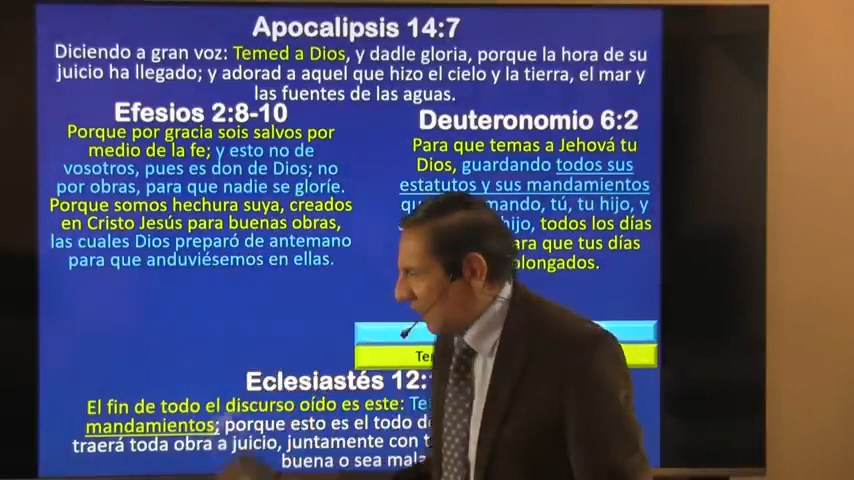 Apocalipsis 14:7
Diciendo a gran voz: Temed a Dios, y dadle gloria, porque la hora de su
juicio ha llegado; y adorad a aquel que hizo el cielo y la tierra, el mar y
las fuentes de las aguas.
Efesios 2:8-10
Porque por gracia sois salvos por
medio de la fe; y esto no de
vosotros, pues es don de Dios; no
por obras, para que nadie se gloríe.
Porque somos hechura suya, creados
en Cristo Jesús para buenas obras,
las cuales Dios preparó de antemano
para que anduviésemos en ellas.
Deuteronomio 6:2
Para que temas a Jehová tu
Dios, guardando todos sus
estatutos y sus mandamientos
mando, tú, tu hijo, y
hijo, todos los días
para que tus días
Eclesiastés 12:
El fin de todo el discurso oído es este:
mandamientos; porque esto es el todo
traerá toda obra a juicio, juntamente con
buena o sea mala